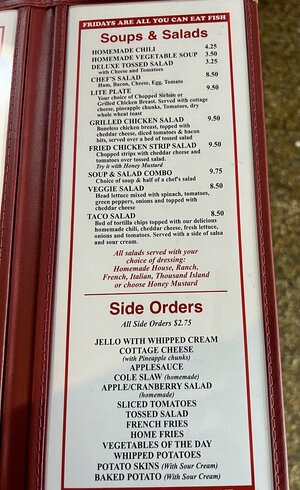 FRIDAYS ARE ALL YOU CAN EAT FISH
Soups & Salads
HOMEMADE CHILI 4.25
HOMEMADE VEGETABLE SOUP 3.50
DELUXE TOSSED SALAD 3.25
with Cheese and Tomatoes
CHEF'S SALAD 8.50
Ham, Bacon, Cheese, Egg, Tomato
LITE PLATE 9.50
Your choice of Chopped Sirloin or
Grilled Chicken Breast. Served with cottage
cheese, pineapple chunks, Tomatoes, dry
whole wheat toast
GRILLED CHICKEN SALAD 9.50
Boneless chicken breast, topped with
cheddar cheese, diced tomatoes & bacon
bits, served over a bed of tossed salad
FRIED CHICKEN STRIP SALAD 9.50
Chopped strips with cheddar cheese and
tomatoes over tossed salad.
Try it with Honey Mustard
SOUP & SALAD COMBO 9.75
Choice of soup & half of a chef's salad
VEGGIE SALAD 8.50
Head lettuce mixed with spinach, tomatoes,
green peppers, onions and topped with
cheddar cheese
TACO SALAD 8.50
Bed of tortilla chips topped with our delicious
homemade chili, cheddar cheese, fresh lettuce,
onions and tomatoes. Served with a side of salsa
and sour cream.
All salads served with your
choice of dressing:
Homemade House, Ranch,
French, Italian, Thousand Island
or choose Honey Mustard
Side Orders
All Side Orders $2.75
JELLO WITH WHIPPED CREAM
COTTAGE CHEESE
(with Pineapple chunks)
APPLESAUCE
COLE SLAW (homemade)
APPLE/CRANBERRY SALAD
(homemade)
SLICED TOMATOES
TOSSED SALAD
FRENCH FRIES
HOME FRIES
VEGETABLES OF THE DAY
WHIPPED POTATOES
POTATO SKINS (With Sour Cream)
BAKED POTATO (With Sour Cream)